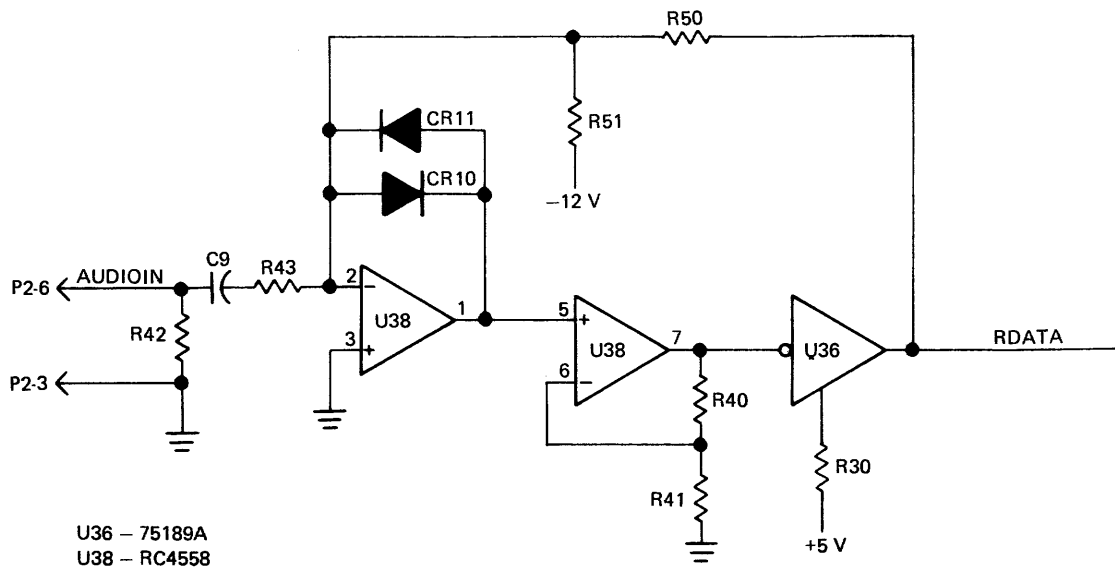 R50
CR11
R51
CR10
–12 V
C9
R43
P2-6
AUDIOIN
2
–
1
5
+
7
U38
U38
U36
RDATA
R42
3
+
6
–
R40
P2-3
R41
R30
+5 V
U36 – 75189A
U38 – RC4558